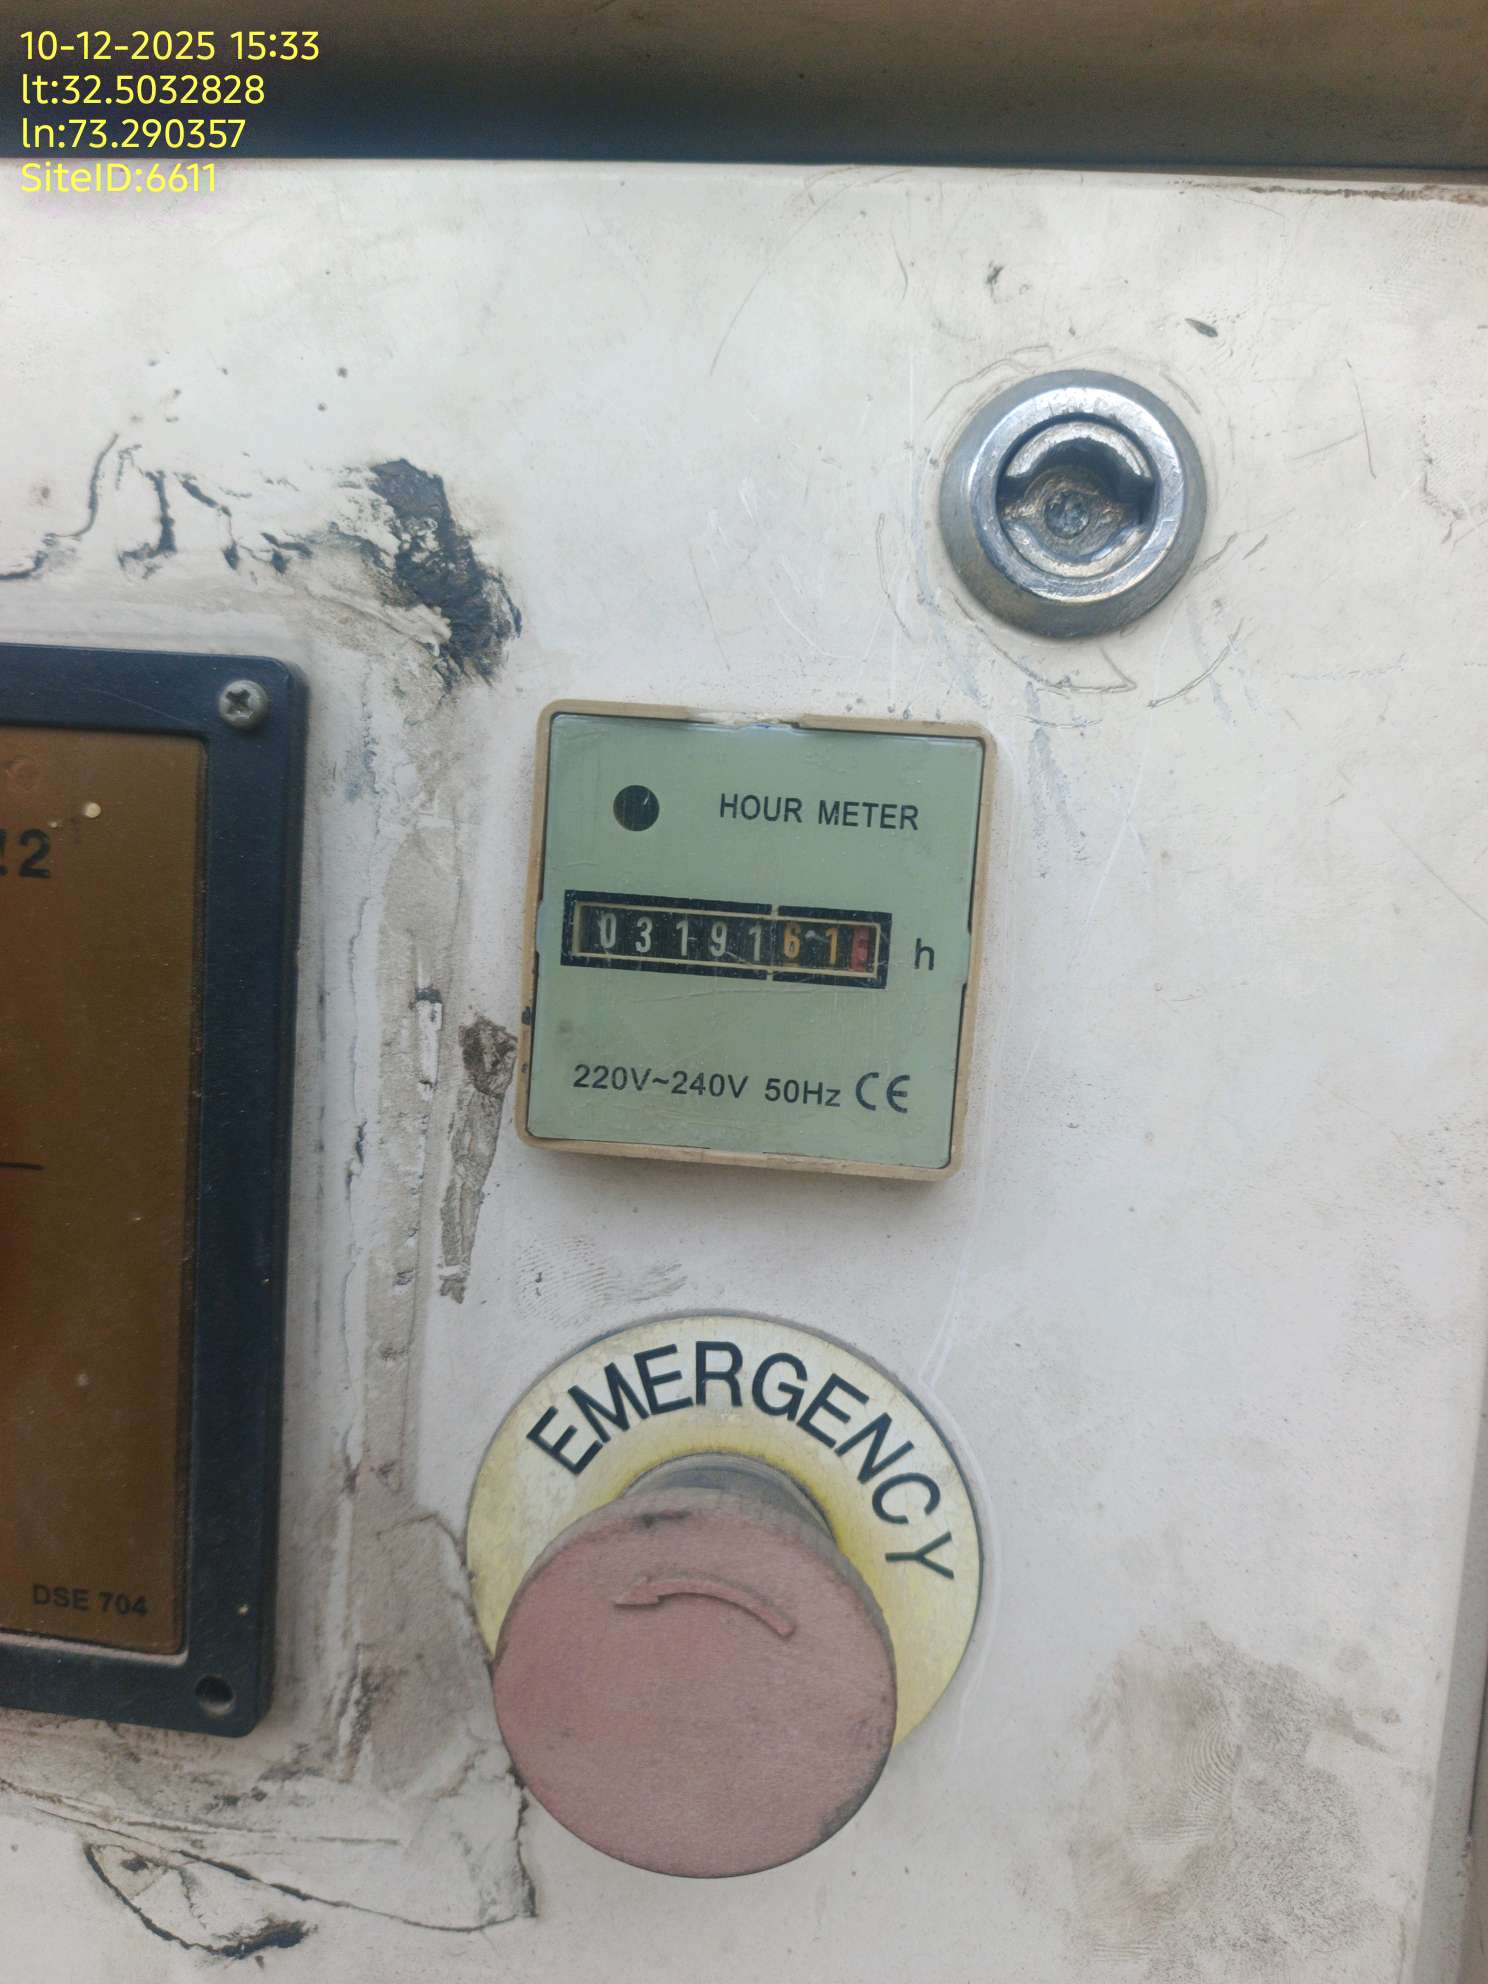 10-12-2025 15:33
lt:32.5032828
ln:73.290357
SiteID:6611
HOUR METER
0319161 h
220V~240V 50Hz CE
EMERGENCY
DSE 704